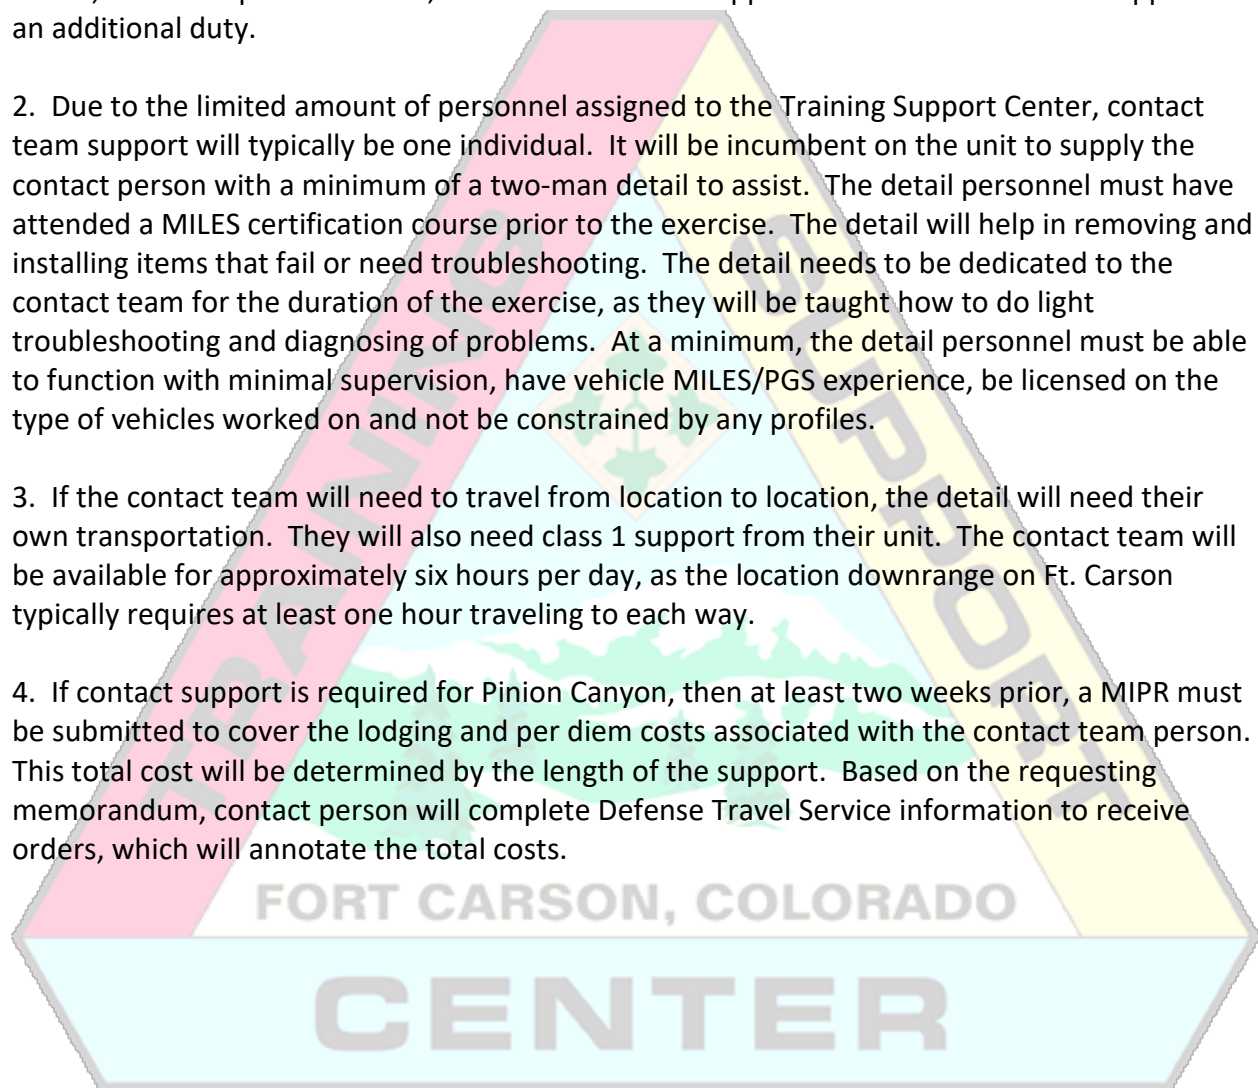 an additional duty.
2. Due to the limited amount of personnel assigned to the Training Support Center, contact
team support will typically be one individual. It will be incumbent on the unit to supply the
contact person with a minimum of a two-man detail to assist. The detail personnel must have
attended a MILES certification course prior to the exercise. The detail will help in removing and
installing items that fail or need troubleshooting. The detail needs to be dedicated to the
contact team for the duration of the exercise, as they will be taught how to do light
troubleshooting and diagnosing of problems. At a minimum, the detail personnel must be able
to function with minimal supervision, have vehicle MILES/PGS experience, be licensed on the
type of vehicles worked on and not be constrained by any profiles.
3. If the contact team will need to travel from location to location, the detail will need their
own transportation. They will also need class 1 support from their unit. The contact team will
be available for approximately six hours per day, as the location downrange on Ft. Carson
typically requires at least one hour traveling to each way.
4. If contact support is required for Pinion Canyon, then at least two weeks prior, a MIPR must
be submitted to cover the lodging and per diem costs associated with the contact team person.
This total cost will be determined by the length of the support. Based on the requesting
memorandum, contact person will complete Defense Travel Service information to receive
orders, which will annotate the total costs.
TRAINING
SUPPORT
FORT CARSON, COLORADO
CENTER